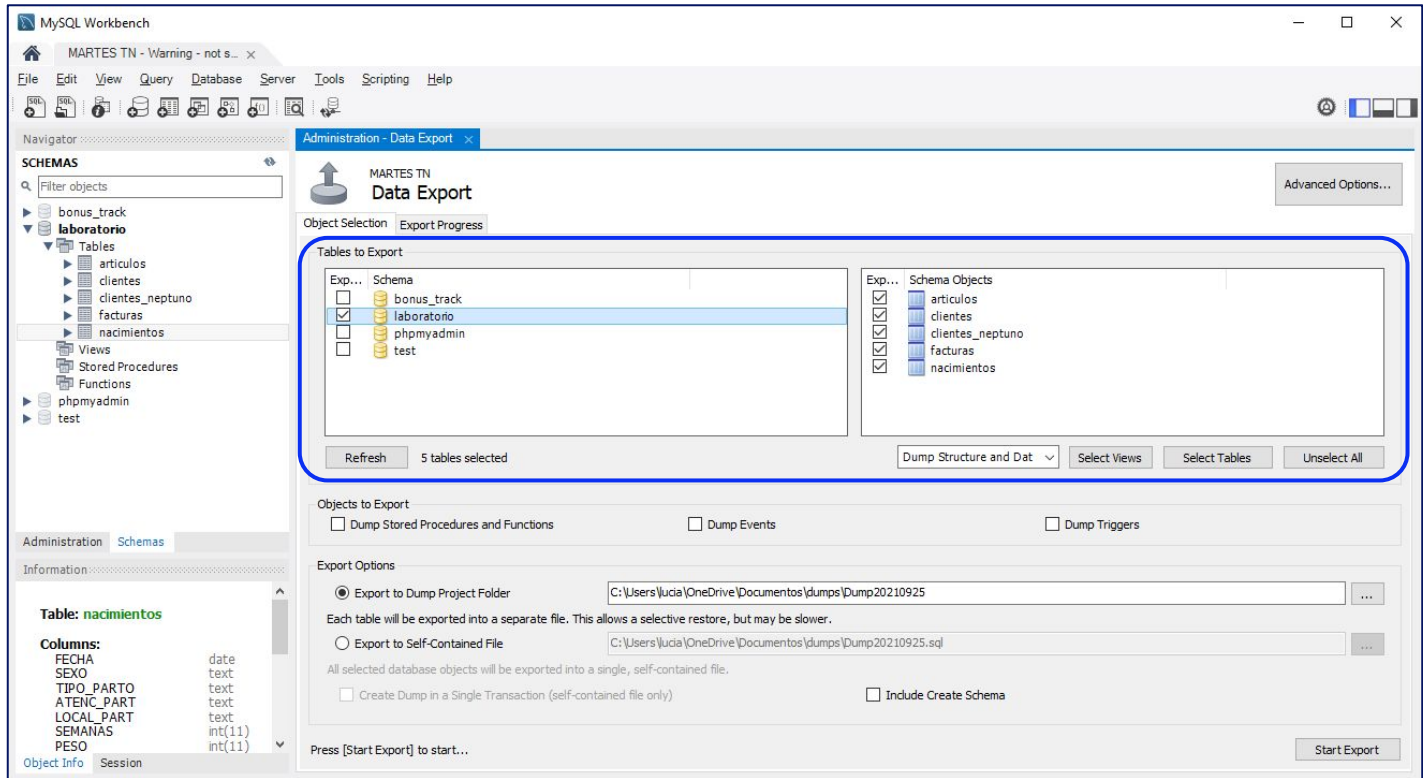 MySQL Workbench
MARTES TN - Warning - not s...
File Edit View Query Database Server Tools Scripting Help
Navigator
SCHEMAS
Filter objects
bonus_track
laboratorio
Tables
articulos
clientes
clientes_neptuno
facturas
nacimientos
Views
Stored Procedures
Functions
phpmyadmin
test
Administration Schemas
Information
Table: nacimientos
Columns:
FECHA date
SEXO text
TIPO_PARTO text
ATENC_PART text
LOCAL_PART text
SEMANAS int(11)
PESO int(11)
Object Info Session
Administration - Data Export
MARTES TN
Data Export
Advanced Options...
Object Selection Export Progress
Tables to Export
Exp... Schema
bonus_track
laboratorio
phpmyadmin
test
Exp... Schema Objects
articulos
clientes
clientes_neptuno
facturas
nacimientos
Refresh 5 tables selected Dump Structure and Dat Select Views Select Tables Unselect All
Objects to Export
Dump Stored Procedures and Functions Dump Events Dump Triggers
Export Options
Export to Dump Project Folder C:\Users\lucia\OneDrive\Documentos\dumps\Dump20210925 ...
Each table will be exported into a separate file. This allows a selective restore, but may be slower.
Export to Self-Contained File C:\Users\lucia\OneDrive\Documentos\dumps\Dump20210925.sql ...
All selected database objects will be exported into a single, self-contained file.
Create Dump in a Single Transaction (self-contained file only) Include Create Schema
Press [Start Export] to start... Start Export